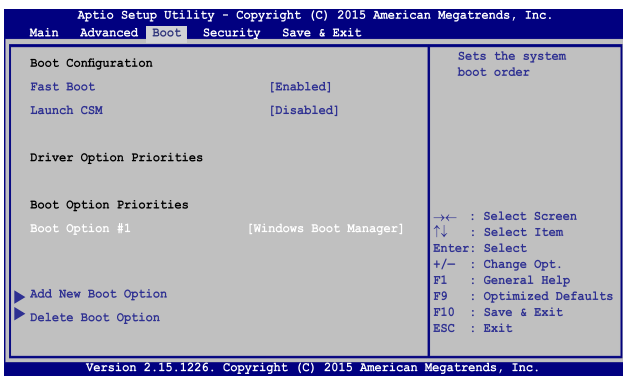 Aptio Setup Utility - Copyright (C) 2015 American Megatrends, Inc.
Main Advanced Boot Security Save & Exit
Boot Configuration
Fast Boot [Enabled]
Launch CSM [Disabled]
Driver Option Priorities
Boot Option Priorities
Boot Option #1 [Windows Boot Manager]
Add New Boot Option
Delete Boot Option
Sets the system
boot order
→← : Select Screen
↑↓ : Select Item
Enter: Select
+/— : Change Opt.
F1 : General Help
F9 : Optimized Defaults
F10 : Save & Exit
ESC : Exit
Version 2.15.1226. Copyright (C) 2015 American Megatrends, Inc.